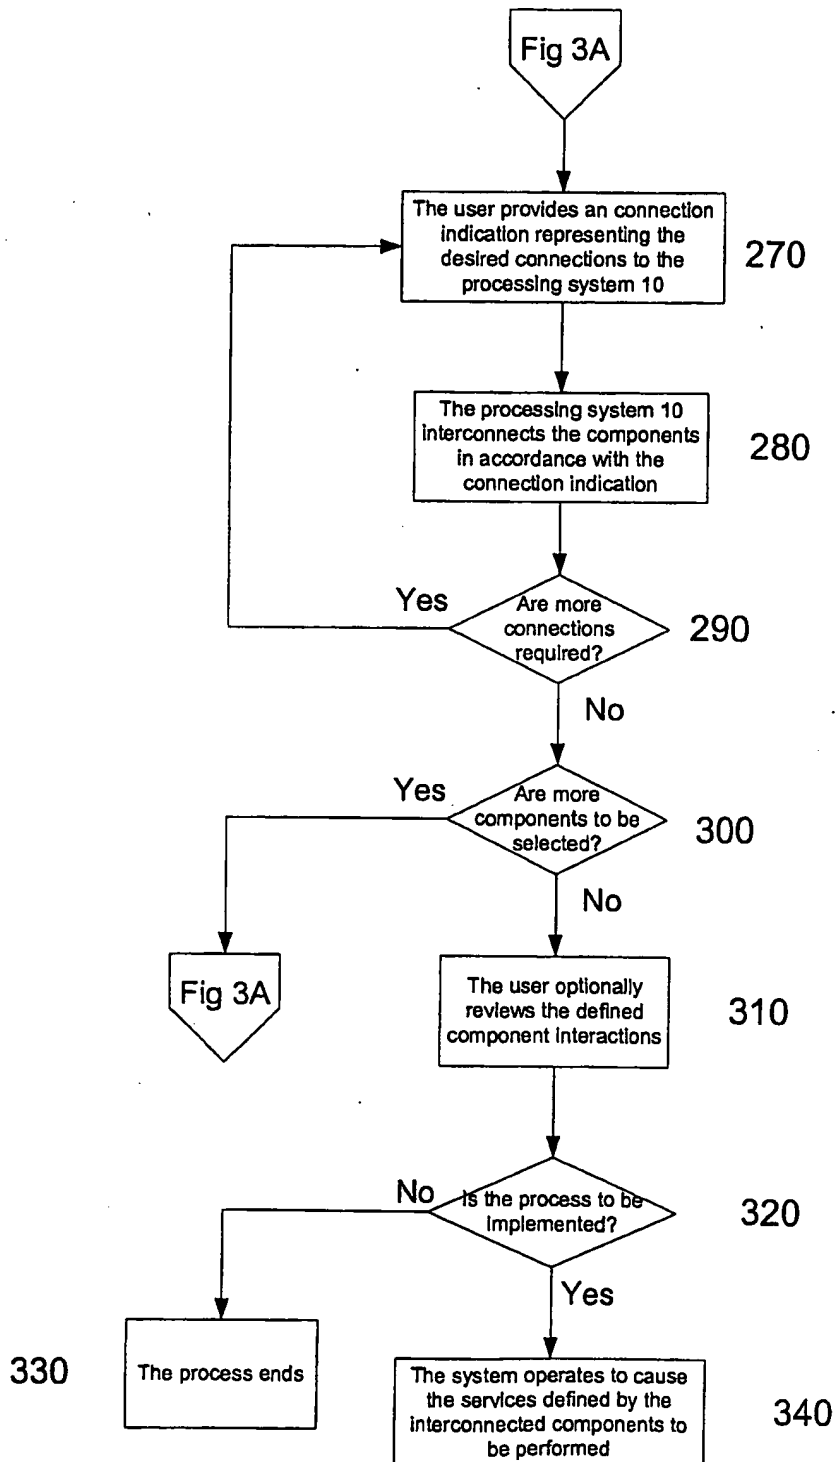 Fig 3A
The user provides an connection
indication representing the
desired connections to the
processing system 10
270
The processing system 10
interconnects the components
in accordance with the
connection indication
280
Yes
Are more
connections
required?
290
No
Yes
Are more
components to be
selected?
300
No
Fig 3A
The user optionally
reviews the defined
component interactions
310
No
Is the process to be
implemented?
320
Yes
330
The process ends
The system operates to cause
the services defined by the
interconnected components to
be performed
340